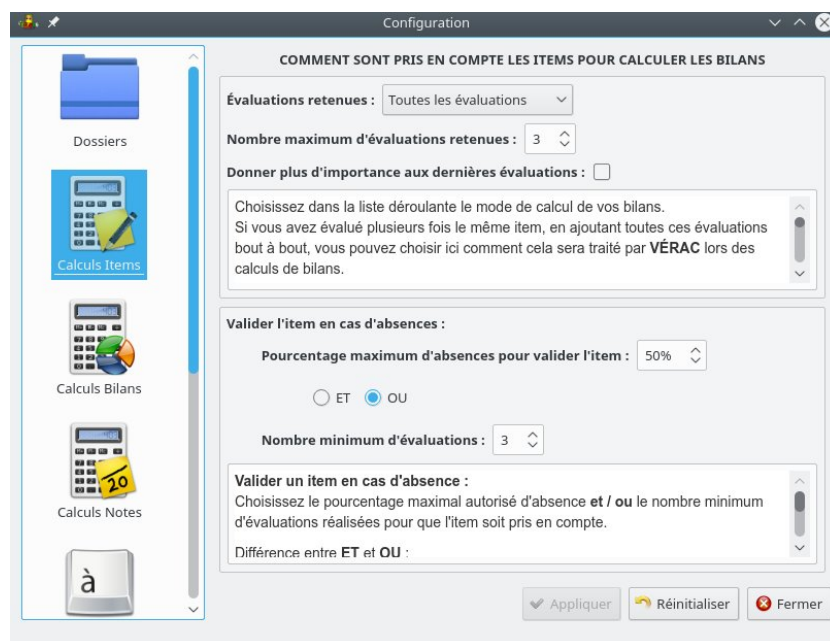 Configuration
COMMENT SONT PRIS EN COMPTE LES ITEMS POUR CALCULER LES BILANS
Dossiers
Calculs Items
Calculs Bilans
20
Calculs Notes
à
Évaluations retenues : Toutes les évaluations
Nombre maximum d'évaluations retenues : 3
Donner plus d'importance aux dernières évaluations :
Choisissez dans la liste déroulante le mode de calcul de vos bilans.
Si vous avez évalué plusieurs fois le même item, en ajoutant toutes ces évaluations
bout à bout, vous pouvez choisir ici comment cela sera traité par VÉRAC lors des
calculs de bilans.
Valider l'item en cas d'absences :
Pourcentage maximum d'absences pour valider l'item : 50%
ET OU
Nombre minimum d'évaluations : 3
Valider un item en cas d'absence :
Choisissez le pourcentage maximal autorisé d'absence et / ou le nombre minimum
d'évaluations réalisées pour que l'item soit pris en compte.
Différence entre ET et OU :
Appliquer Réinitialiser Fermer